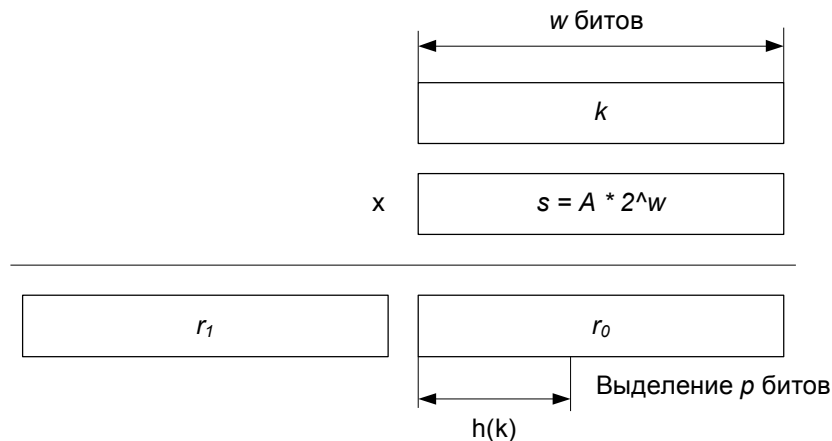 w битов
k
x
s = A * 2^w
r₁
r₀
Выделение p битов
h(k)